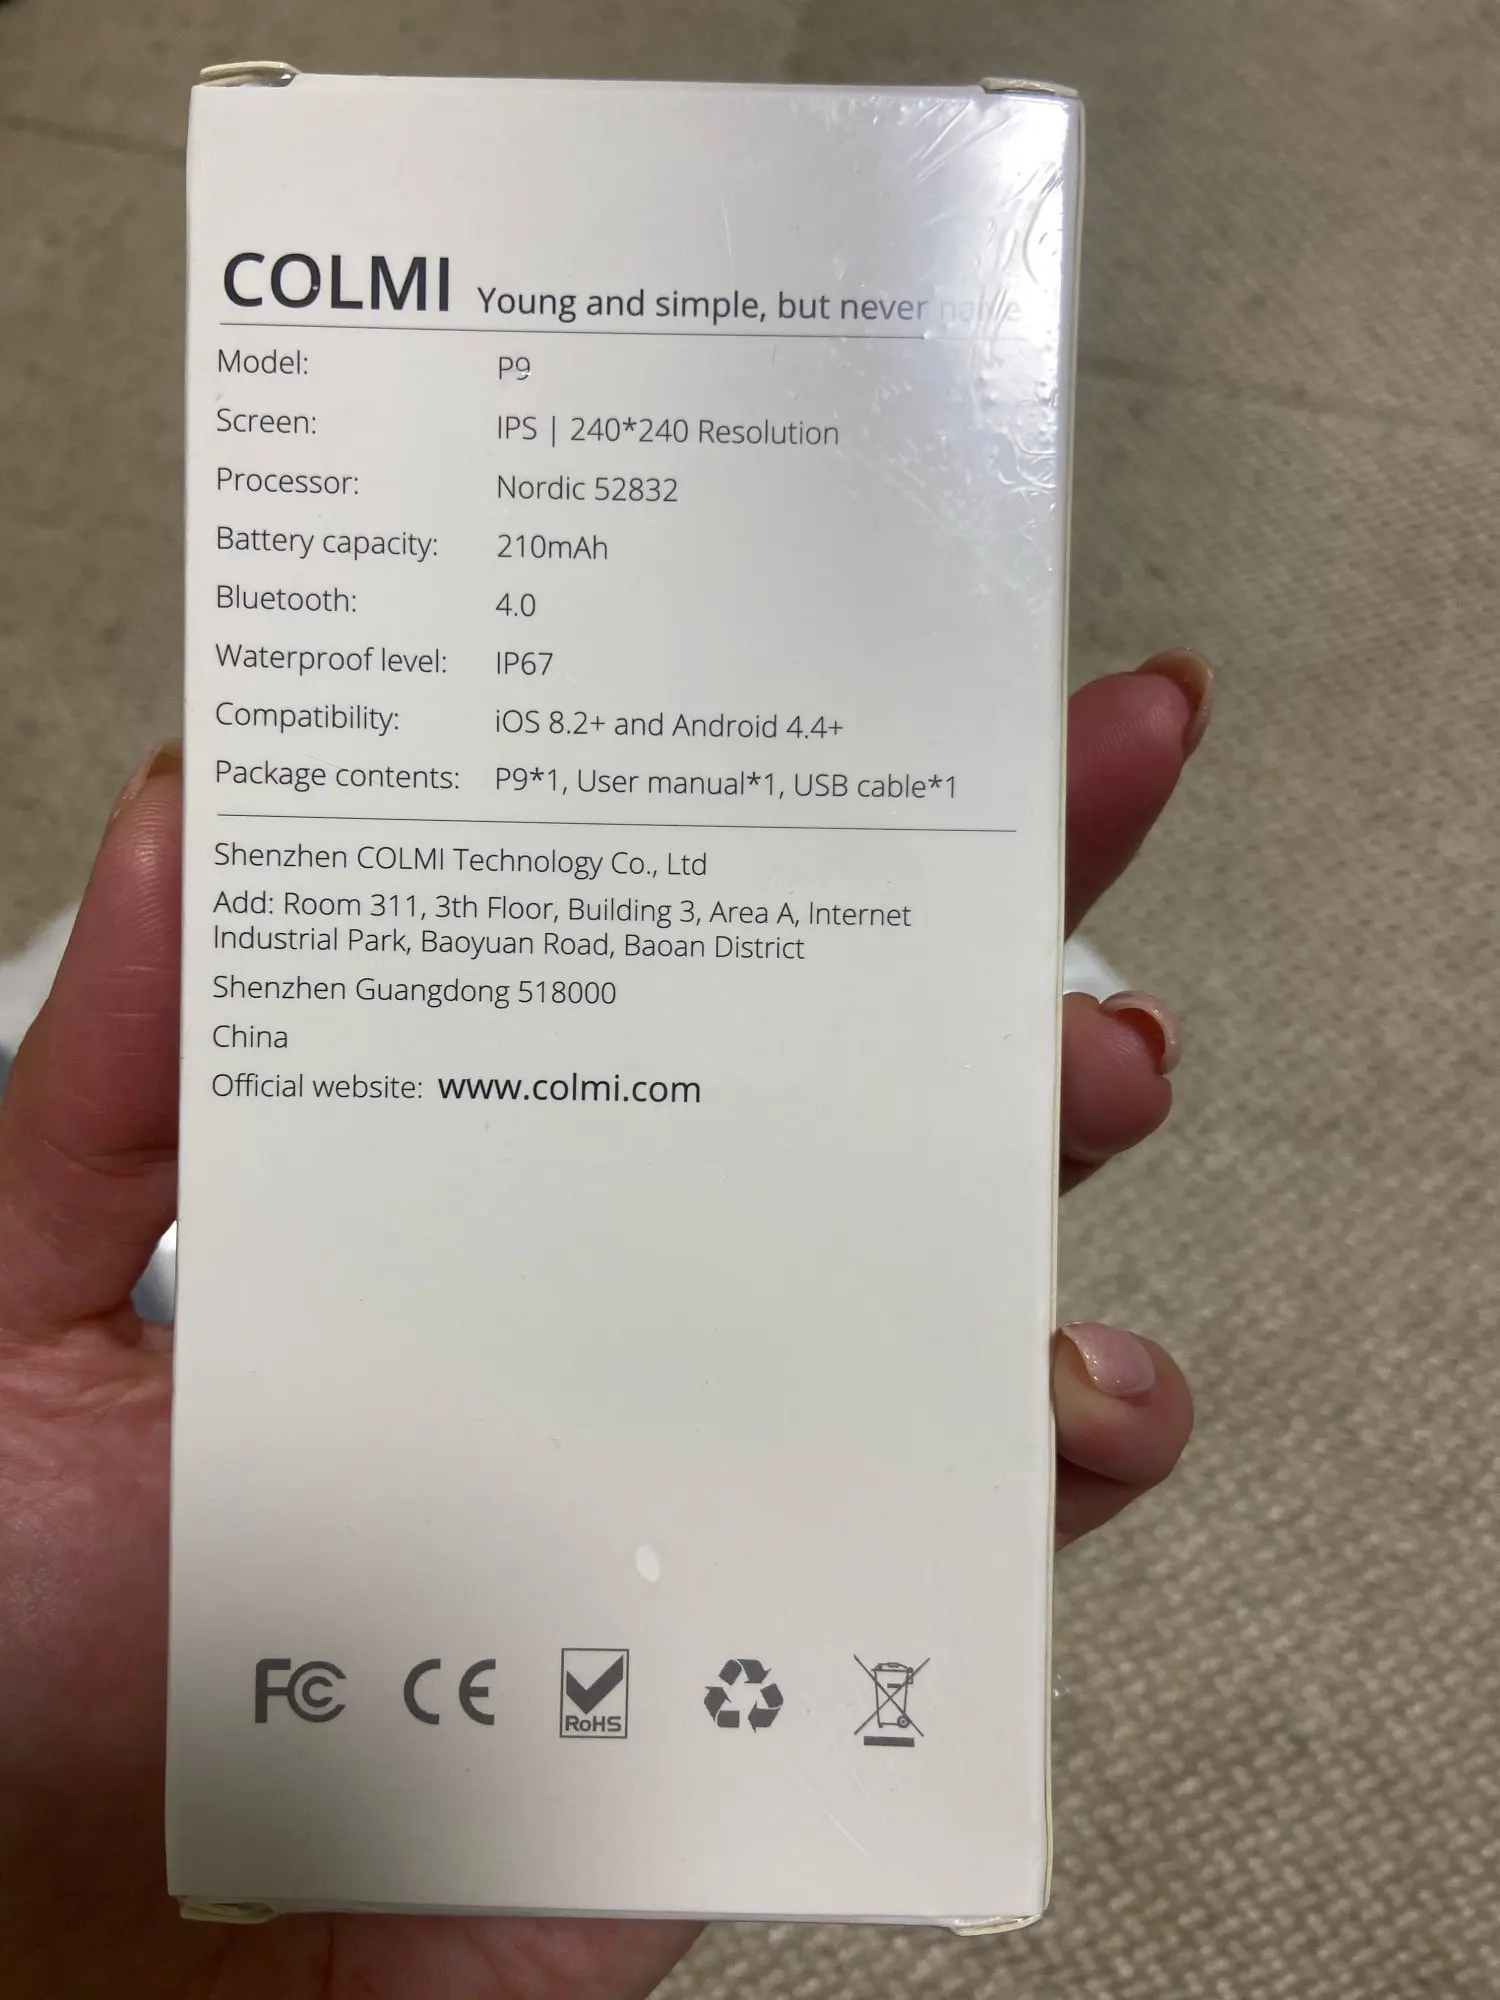 COLMI Young and simple, but never naive
Model: P9
Screen: IPS | 240*240 Resolution
Processor: Nordic 52832
Battery capacity: 210mAh
Bluetooth: 4.0
Waterproof level: IP67
Compatibility: iOS 8.2+ and Android 4.4+
Package contents: P9*1, User manual*1, USB cable*1
Shenzhen COLMI Technology Co., Ltd
Add: Room 311, 3th Floor, Building 3, Area A, Internet
Industrial Park, Baoyuan Road, Baoan District
Shenzhen Guangdong 518000
China
Official website: www.colmi.com
FC CE RoHS